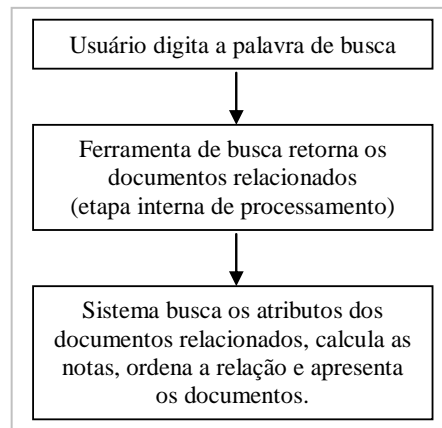 Usuário digita a palavra de busca
Ferramenta de busca retorna os
documentos relacionados
(etapa interna de processamento)
Sistema busca os atributos dos
documentos relacionados, calcula as
notas, ordena a relação e apresenta
os documentos.